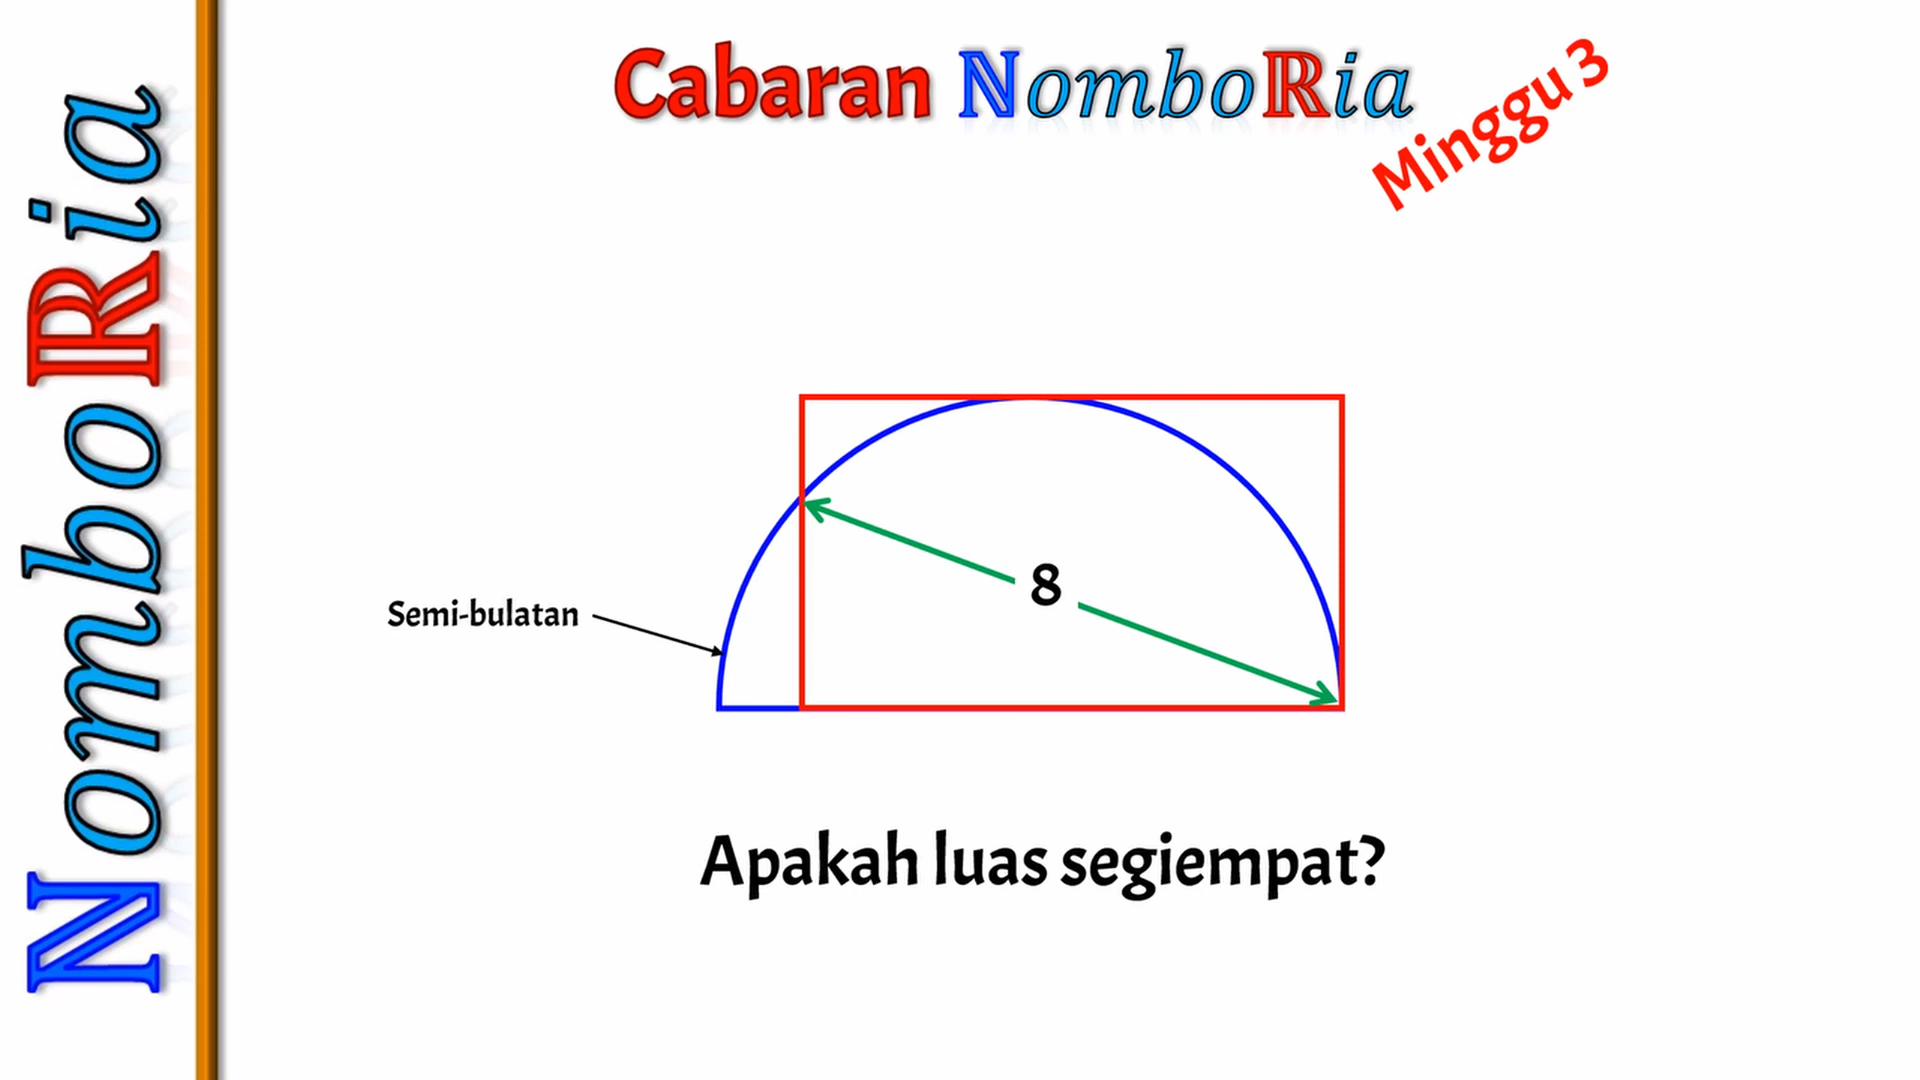 NomboRia
Cabaran NomboRia
Minggu 3
8
Semi-bulatan
Apakah luas segiempat?